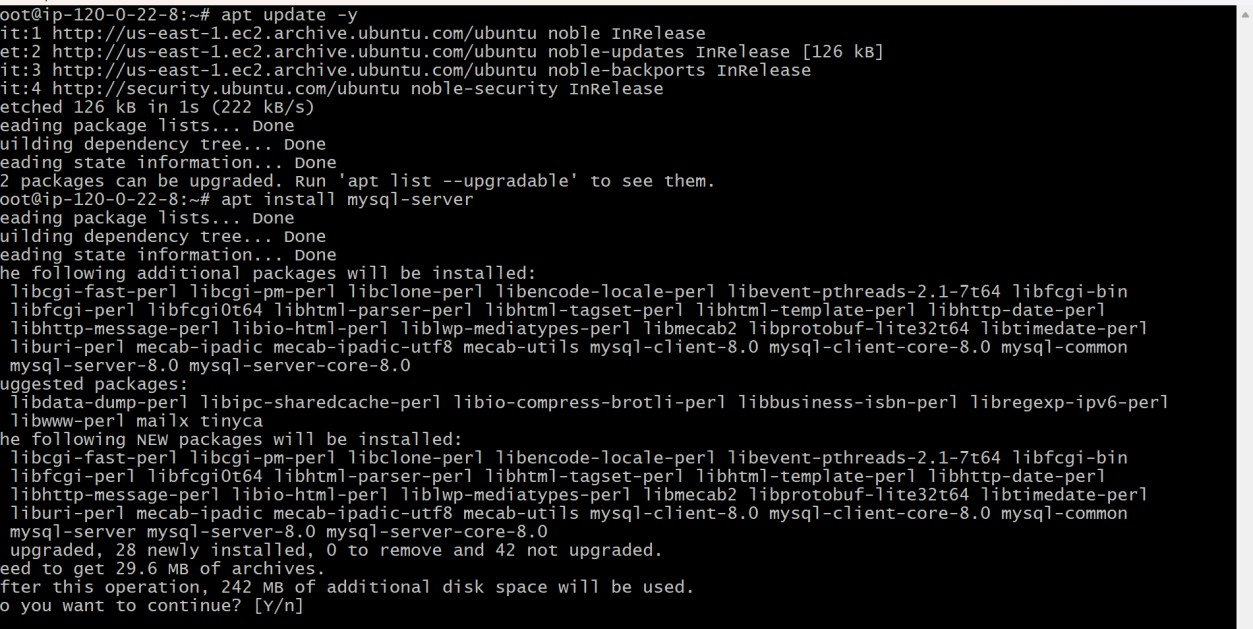 oot@ip-120-0-22-8:~# apt update -y
it:1 http://us-east-1.ec2.archive.ubuntu.com/ubuntu noble InRelease
et:2 http://us-east-1.ec2.archive.ubuntu.com/ubuntu noble-updates InRelease [126 kB]
it:3 http://us-east-1.ec2.archive.ubuntu.com/ubuntu noble-backports InRelease
it:4 http://security.ubuntu.com/ubuntu noble-security InRelease
etched 126 kB in 1s (222 kB/s)
eading package lists... Done
uilding dependency tree... Done
eading state information... Done
2 packages can be upgraded. Run 'apt list --upgradable' to see them.
oot@ip-120-0-22-8:~# apt install mysql-server
eading package lists... Done
uilding dependency tree... Done
eading state information... Done
he following additional packages will be installed:
libcgi-fast-perl libcgi-pm-perl libclone-perl libencode-locale-perl libevent-pthreads-2.1-7t64 libfcgi-bin
libfcgi-perl libfcgi0t64 libhtml-parser-perl libhtml-tagset-perl libhtml-template-perl libhttp-date-perl
libhttp-message-perl libio-html-perl liblwp-mediatypes-perl libmecab2 libprotobuf-lite32t64 libtimedate-perl
liburi-perl mecab-ipadic mecab-ipadic-utf8 mecab-utils mysql-client-8.0 mysql-client-core-8.0 mysql-common
mysql-server-8.0 mysql-server-core-8.0
uggested packages:
libdata-dump-perl libipc-sharedcache-perl libio-compress-brotli-perl libbusiness-isbn-perl libregexp-ipv6-perl
libwww-perl mailx tinyca
he following NEW packages will be installed:
libcgi-fast-perl libcgi-pm-perl libclone-perl libencode-locale-perl libevent-pthreads-2.1-7t64 libfcgi-bin
libfcgi-perl libfcgi0t64 libhtml-parser-perl libhtml-tagset-perl libhtml-template-perl libhttp-date-perl
libhttp-message-perl libio-html-perl liblwp-mediatypes-perl libmecab2 libprotobuf-lite32t64 libtimedate-perl
liburi-perl mecab-ipadic mecab-ipadic-utf8 mecab-utils mysql-client-8.0 mysql-client-core-8.0 mysql-common
mysql-server mysql-server-8.0 mysql-server-core-8.0
upgraded, 28 newly installed, 0 to remove and 42 not upgraded.
eed to get 29.6 MB of archives.
fter this operation, 242 MB of additional disk space will be used.
o you want to continue? [Y/n]